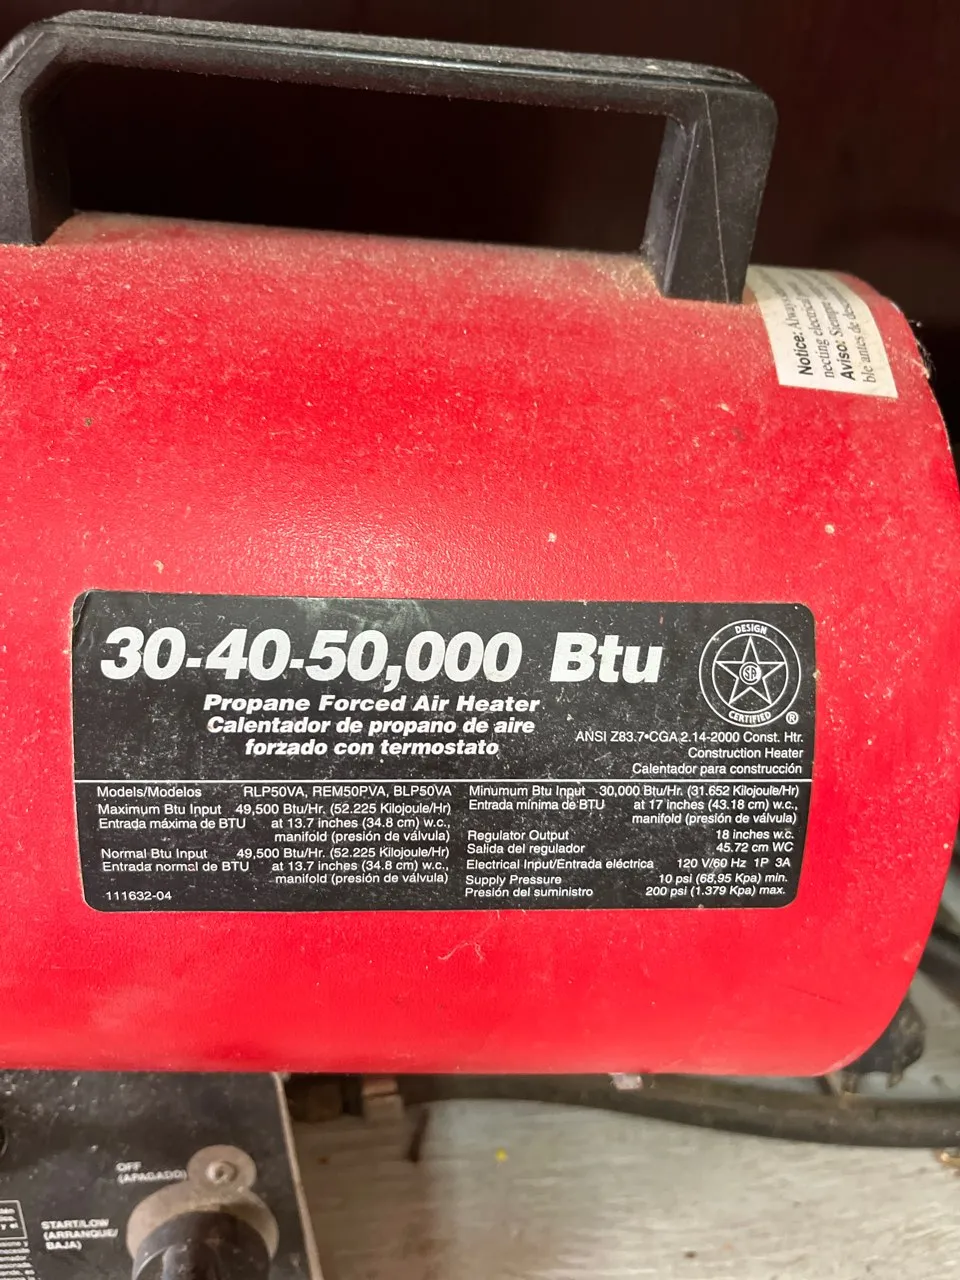 Notice: Always
necting electrical
Aviso: Siempre
ble antes de des
30-40-50,000 Btu
DESIGN
CERTIFIED
®
Propane Forced Air Heater
Calentador de propano de aire
forzado con termostato
ANSI Z83.7•CGA 2.14-2000 Const. Htr.
Construction Heater
Calentador para construcción
Models/Modelos RLP50VA, REM50PVA, BLP50VA
Maximum Btu Input 49,500 Btu/Hr. (52.225 Kilojoule/Hr)
Entrada máxima de BTU at 13.7 inches (34.8 cm) w.c.,
manifold (presión de válvula)
Normal Btu Input 49,500 Btu/Hr. (52.225 Kilojoule/Hr)
Entrada normal de BTU at 13.7 inches (34.8 cm) w.c.,
manifold (presión de válvula)
111632-04
Minumum Btu Input 30,000 Btu/Hr. (31.652 Kilojoule/Hr)
Entrada mínima de BTU at 17 inches (43.18 cm) w.c.,
manifold (presión de válvula)
Regulator Output 18 inches w.c.
Salida del regulador 45.72 cm WC
Electrical Input/Entrada eléctrica 120 V/60 Hz 1P 3A
Supply Pressure 10 psi (68,95 Kpa) min.
Presión del suministro 200 psi (1.379 Kpa) max.
OFF
(APAGADO)
START/LOW
(ARRANQUE/
BAJA)